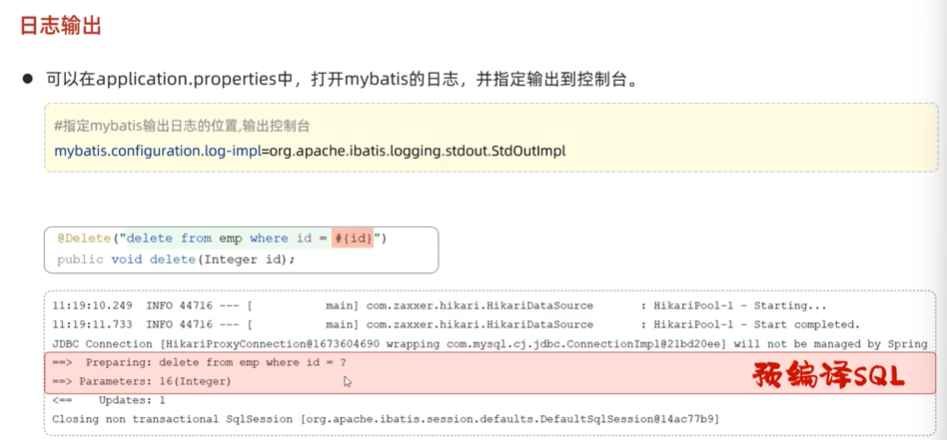 日志输出
● 可以在application.properties中，打开mybatis的日志，并指定输出到控制台。
#指定mybatis输出日志的位置,输出控制台
mybatis.configuration.log-impl=org.apache.ibatis.logging.stdout.StdOutImpl
@Delete("delete from emp where id = #{id}")
public void delete(Integer id);
11:19:10.249  INFO 44716 --- [           main] com.zaxxer.hikari.HikariDataSource       : HikariPool-1 - Starting...
11:19:11.733  INFO 44716 --- [           main] com.zaxxer.hikari.HikariDataSource       : HikariPool-1 - Start completed.
JDBC Connection [HikariProxyConnection@1673604690 wrapping com.mysql.cj.jdbc.ConnectionImpl@21bd20ee] will not be managed by Spring
==>  Preparing: delete from emp where id = ?
==> Parameters: 16(Integer)
预编译SQL
<==    Updates: 1
Closing non transactional SqlSession [org.apache.ibatis.session.defaults.DefaultSqlSession@14ac77b9]